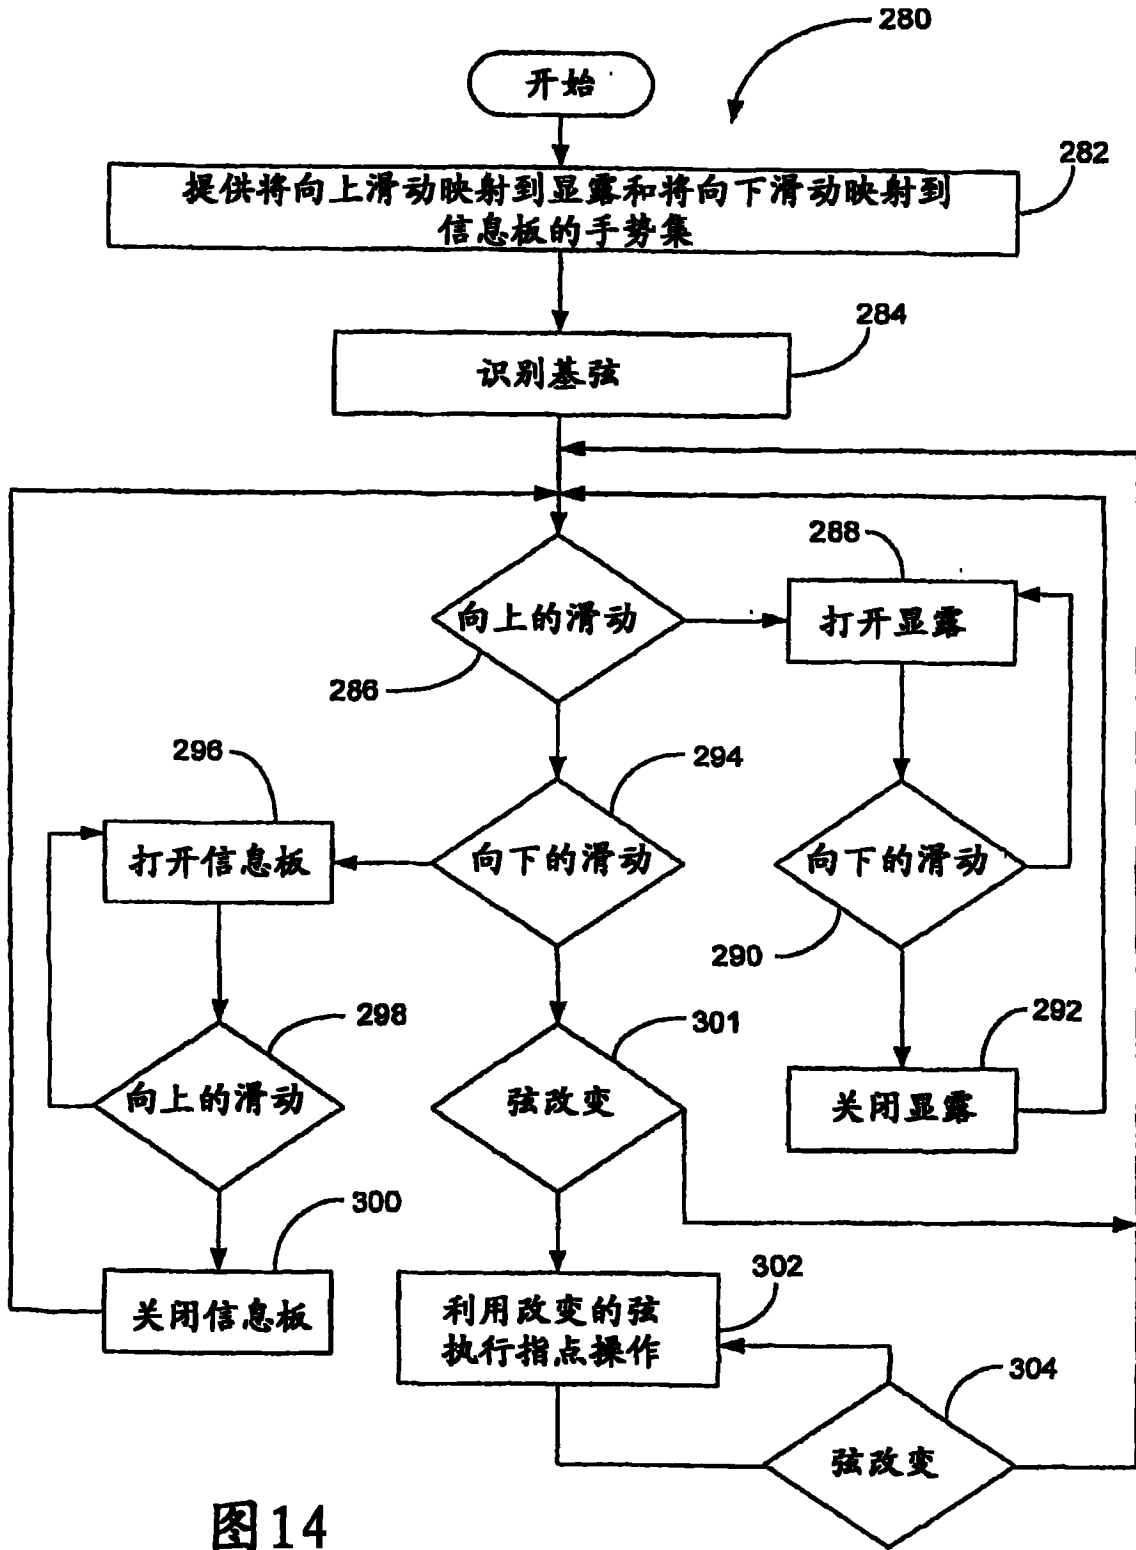 280
开始
282
提供将向上滑动映射到显露和将向下滑动映射到
信息板的手势集
284
识别基弦
288
向上的滑动
打开显露
286
296
294
打开信息板
向下的滑动
向下的滑动
290
298
301
292
向上的滑动
弦改变
关闭显露
300
302
关闭信息板
利用改变的弦
执行指点操作
304
弦改变
图14